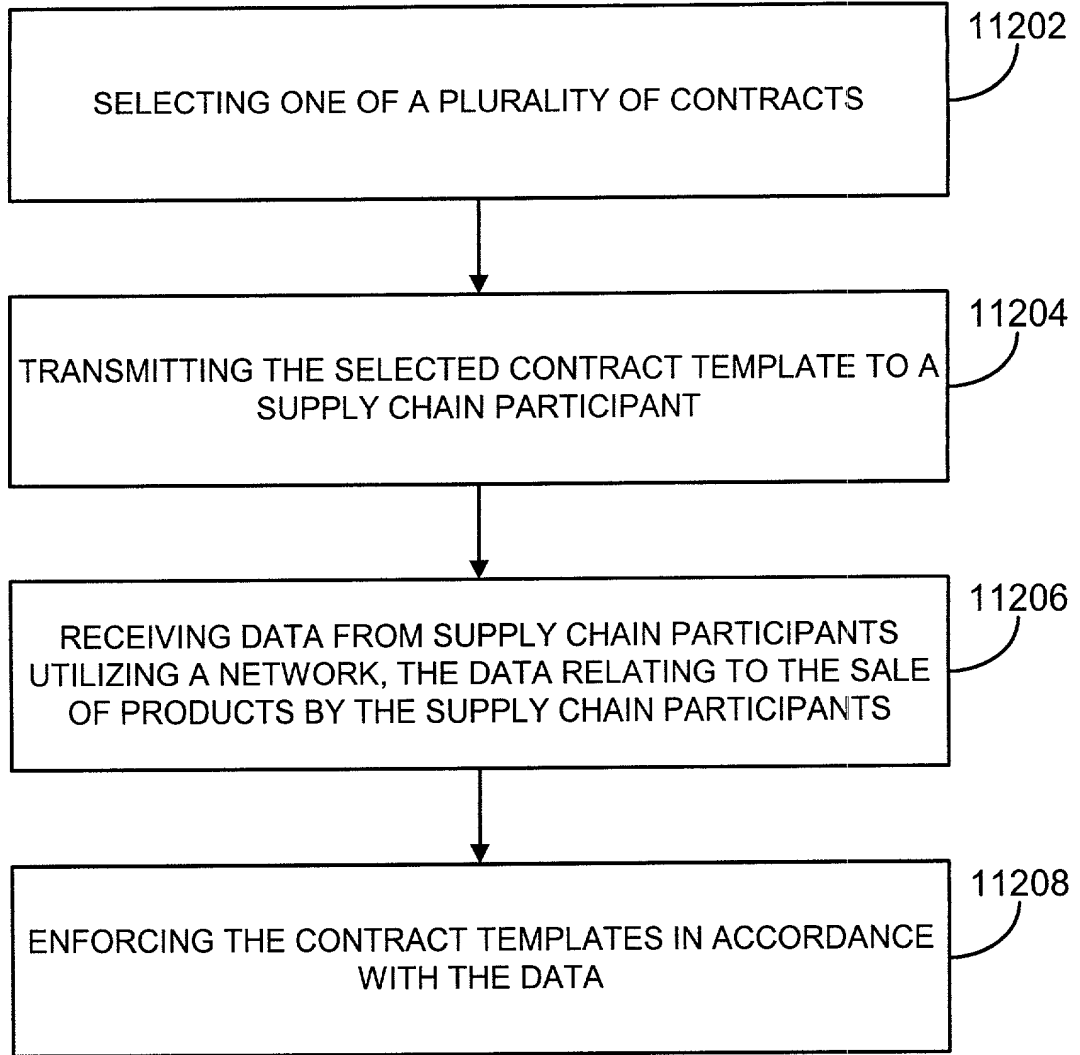 11202
SELECTING ONE OF A PLURALITY OF CONTRACTS
11204
TRANSMITTING THE SELECTED CONTRACT TEMPLATE TO A
SUPPLY CHAIN PARTICIPANT
11206
RECEIVING DATA FROM SUPPLY CHAIN PARTICIPANTS
UTILIZING A NETWORK, THE DATA RELATING TO THE SALE
OF PRODUCTS BY THE SUPPLY CHAIN PARTICIPANTS
11208
ENFORCING THE CONTRACT TEMPLATES IN ACCORDANCE
WITH THE DATA